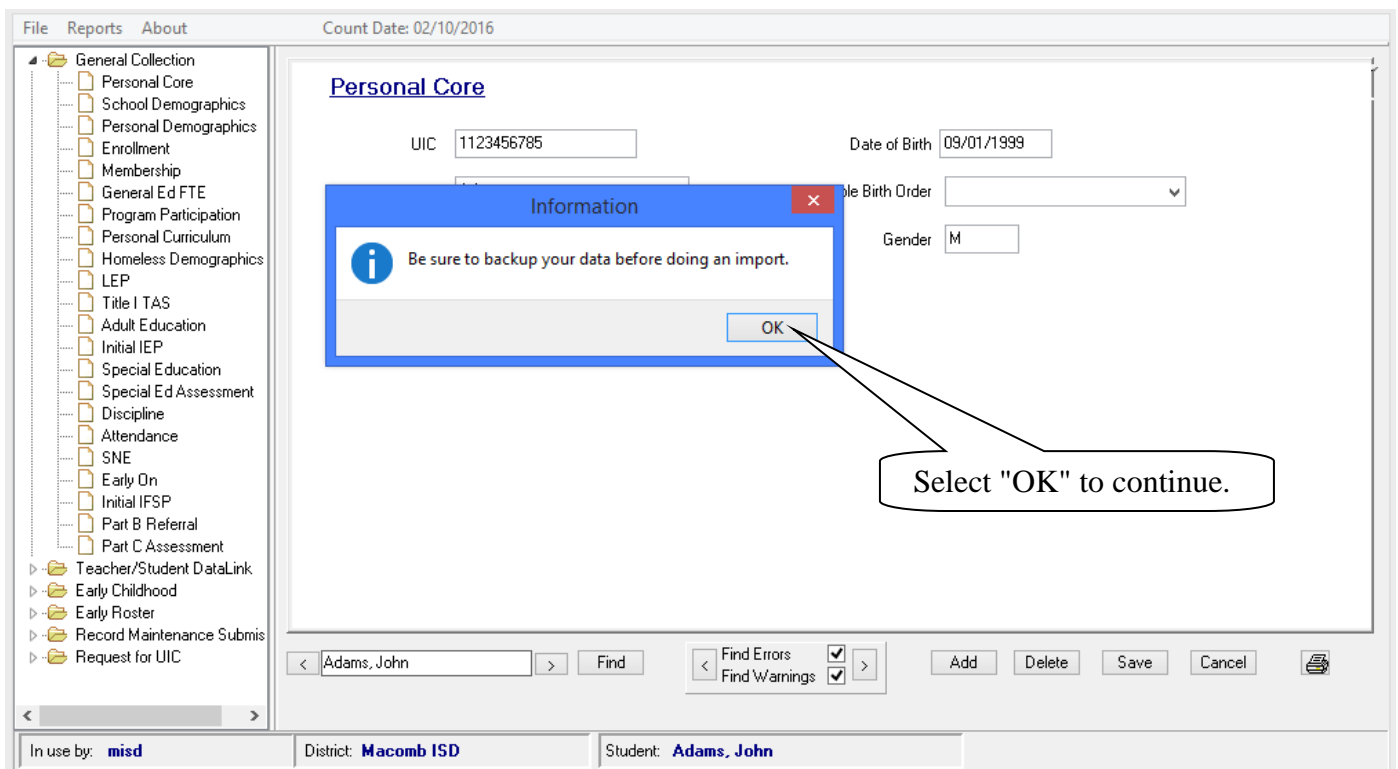 File Reports About Count Date: 02/10/2016
General Collection
Personal Core
School Demographics
Personal Demographics
Enrollment
Membership
General Ed FTE
Program Participation
Personal Curriculum
Homeless Demographics
LEP
Title I TAS
Adult Education
Initial IEP
Special Education
Special Ed Assessment
Discipline
Attendance
SNE
Early On
Initial IFSP
Part B Referral
Part C Assessment
Teacher/Student DataLink
Early Childhood
Early Roster
Record Maintenance Submis
Request for UIC
Personal Core
UIC 1123456785 Date of Birth 09/01/1999
ple Birth Order
Gender M
Information
Be sure to backup your data before doing an import.
OK
Select "OK" to continue.
< Adams, John > Find < Find Errors > Add Delete Save Cancel
Find Warnings
In use by: misd District: Macomb ISD Student: Adams, John